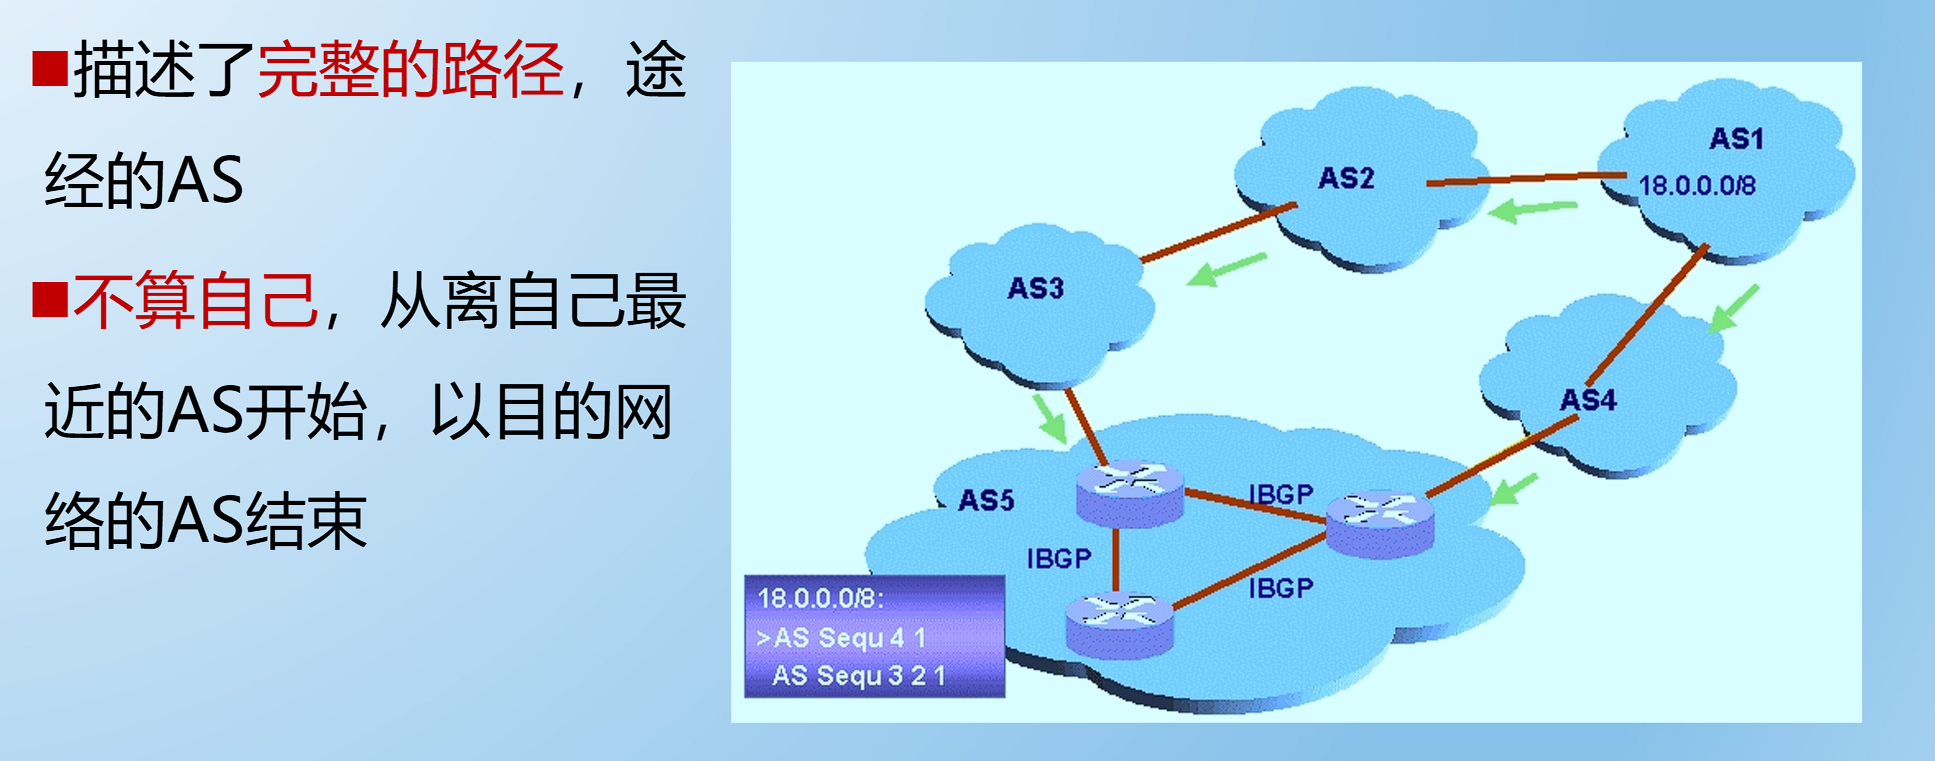 描述了完整的路径，途
经的AS
不算自己，从离自己最
近的AS开始，以目的网
络的AS结束
AS1
18.0.0.0/8
AS2
AS3
AS4
AS5
IBGP
IBGP
IBGP
18.0.0.0/8:
>AS Sequ 4 1
AS Sequ 3 2 1